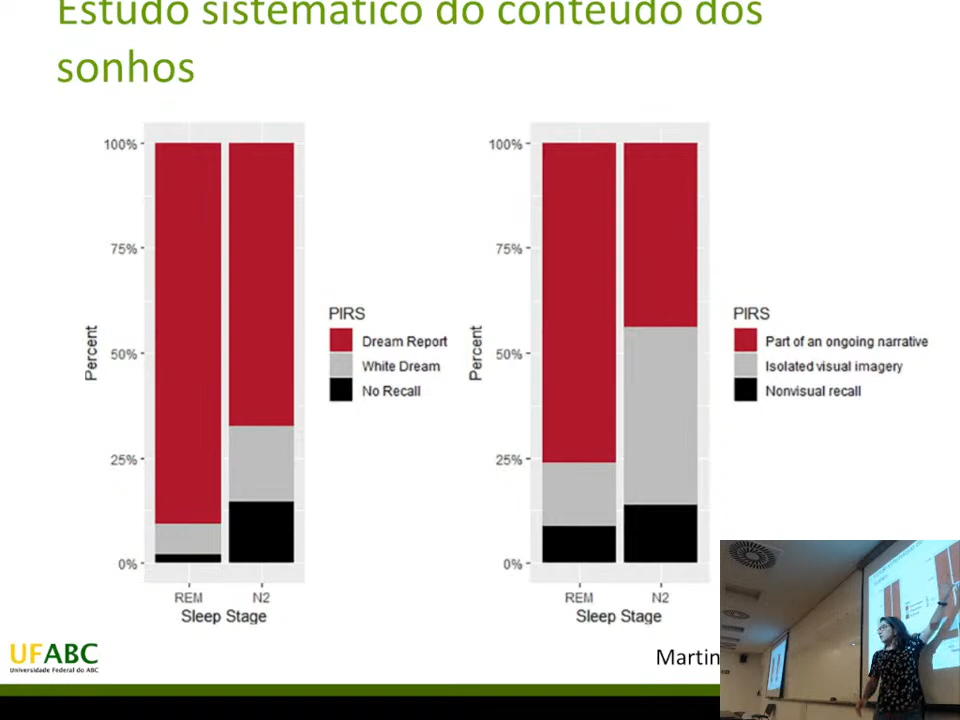 Estudo sistemático do conteúdo dos
sonhos
100%
75%
50%
25%
0%
Percent
REM N2
Sleep Stage
PIRS
Dream Report
White Dream
No Recall
100%
75%
50%
25%
0%
Percent
REM N2
Sleep Stage
PIRS
Part of an ongoing narrative
Isolated visual imagery
Nonvisual recall
UFABC
Universidade Federal do ABC
Martin